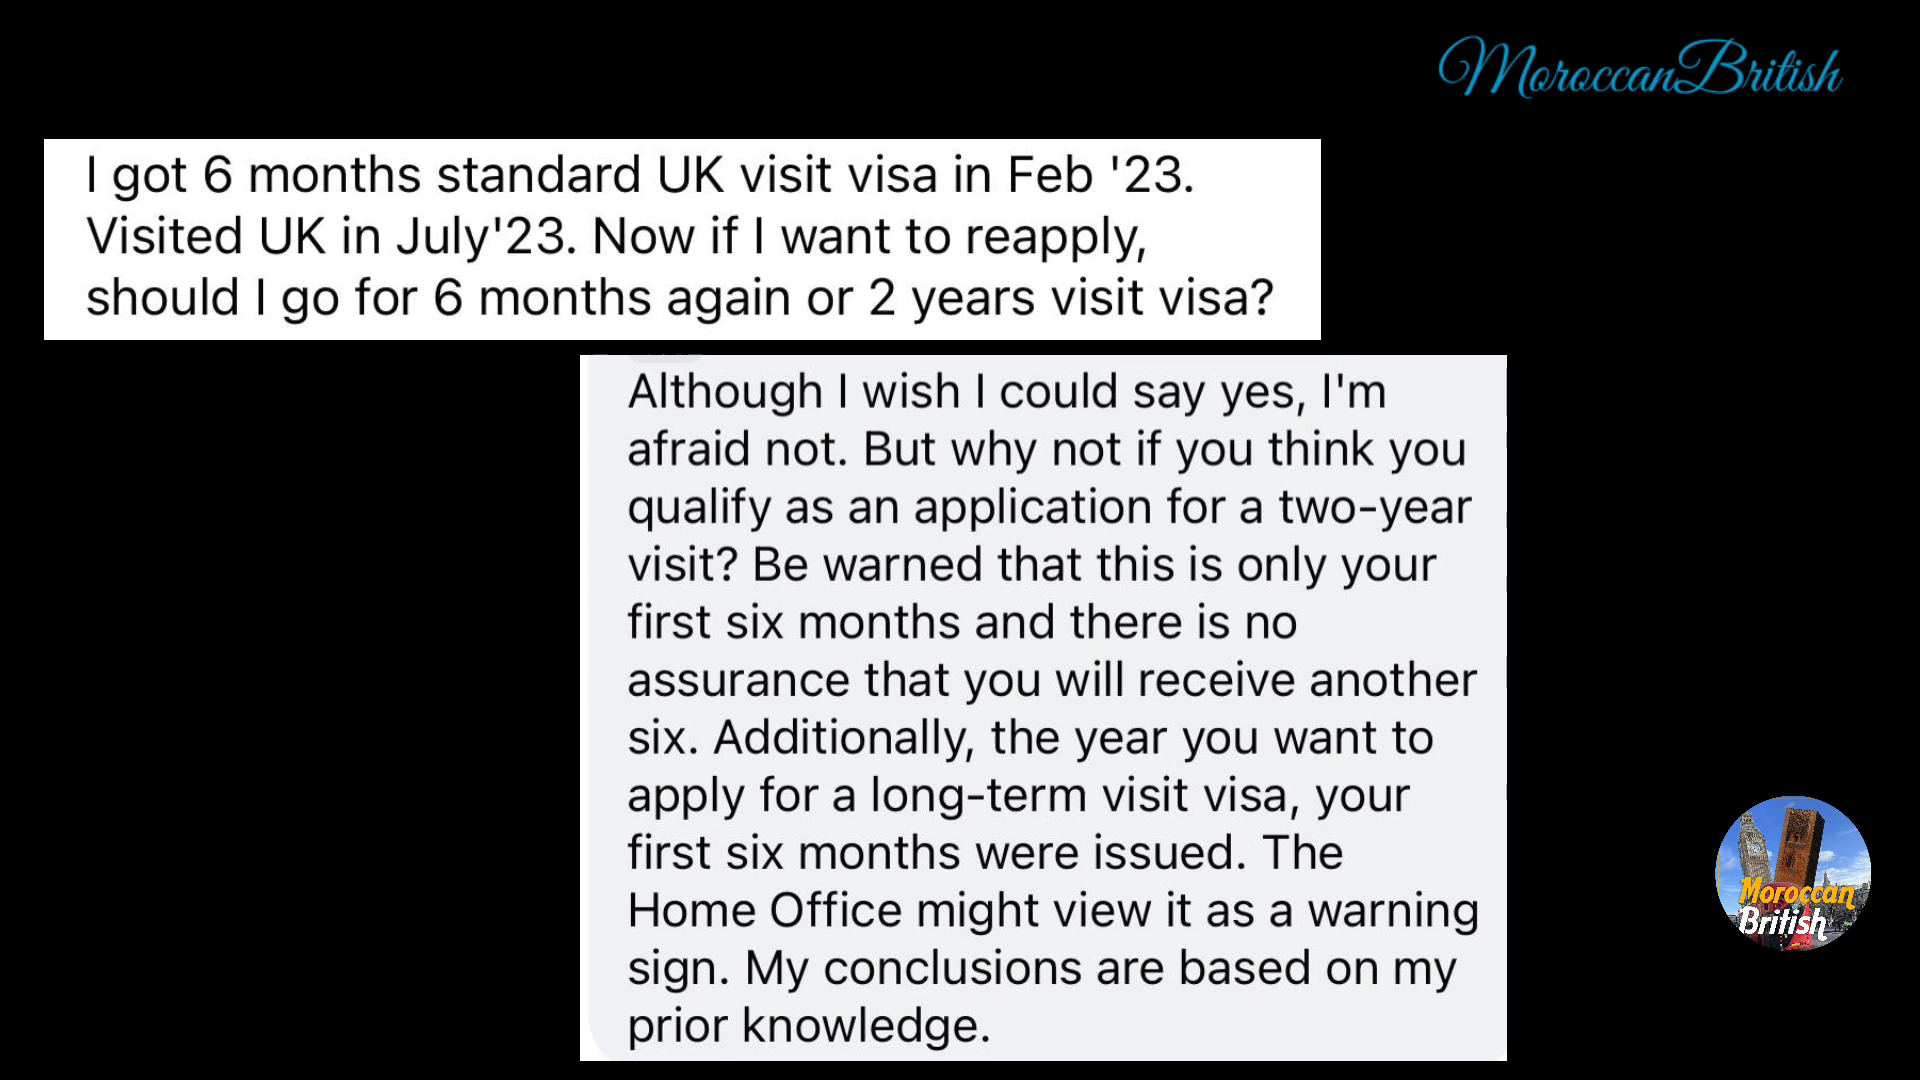 MoroccanBritish
I got 6 months standard UK visit visa in Feb '23.
Visited UK in July'23. Now if I want to reapply,
should I go for 6 months again or 2 years visit visa?
Although I wish I could say yes, I'm
afraid not. But why not if you think you
qualify as an application for a two-year
visit? Be warned that this is only your
first six months and there is no
assurance that you will receive another
six. Additionally, the year you want to
apply for a long-term visit visa, your
first six months were issued. The
Home Office might view it as a warning
sign. My conclusions are based on my
prior knowledge.
Moroccan
British